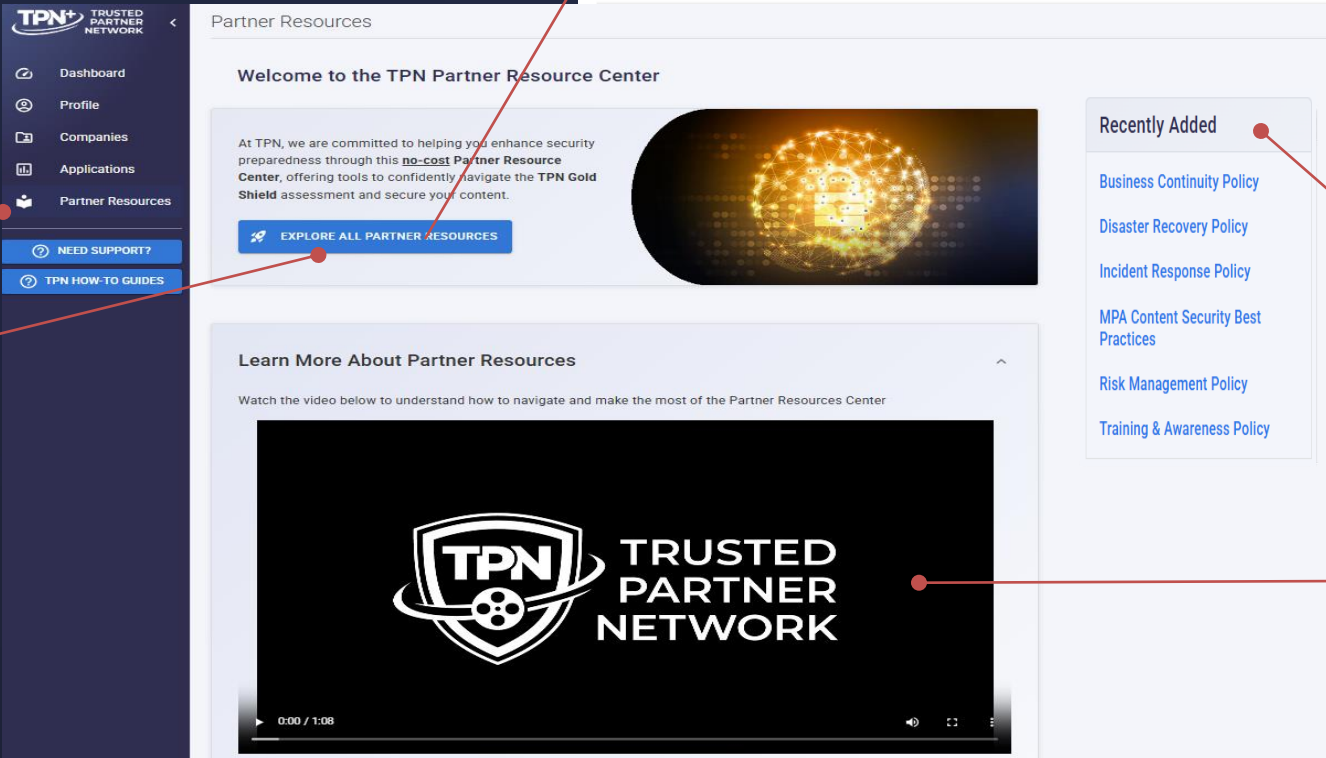 TPN+ TRUSTED
PARTNER
NETWORK
Dashboard
Profile
Companies
Applications
Partner Resources
NEED SUPPORT?
TPN HOW-TO GUIDES
Partner Resources
Welcome to the TPN Partner Resource Center
At TPN, we are committed to helping you enhance security
preparedness through this no-cost Partner Resource
Center, offering tools to confidently navigate the TPN Gold
Shield assessment and secure your content.
EXPLORE ALL PARTNER RESOURCES
Learn More About Partner Resources
Watch the video below to understand how to navigate and make the most of the Partner Resources Center
TPN
TRUSTED
PARTNER
NETWORK
0:00 / 1:08
Recently Added
Business Continuity Policy
Disaster Recovery Policy
Incident Response Policy
MPA Content Security Best
Practices
Risk Management Policy
Training & Awareness Policy